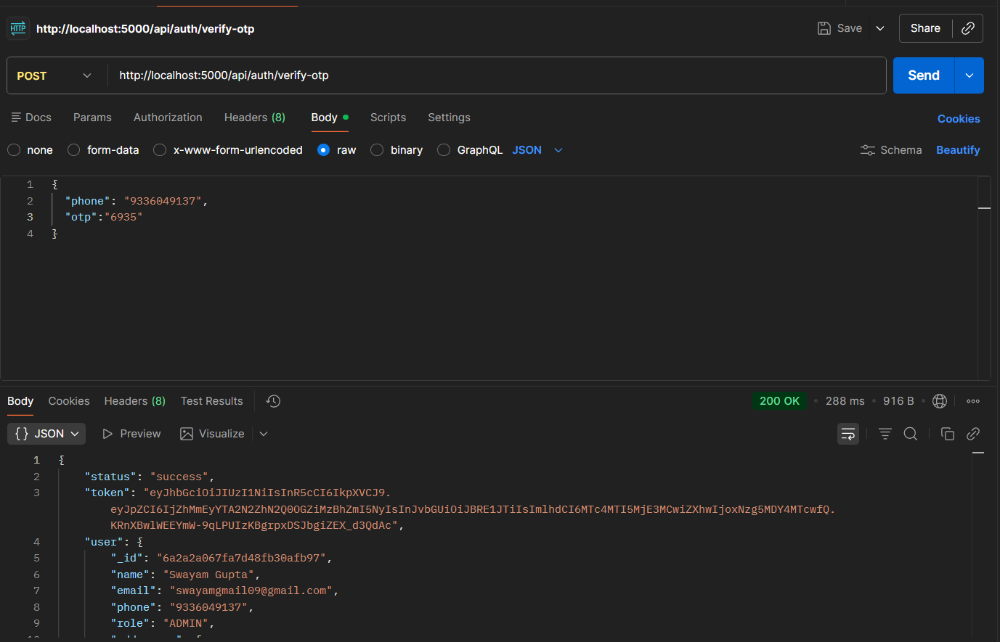 HTTP http://localhost:5000/api/auth/verify-otp Save Share
POST http://localhost:5000/api/auth/verify-otp Send
Docs Params Authorization Headers (8) Body Scripts Settings Cookies
none form-data x-www-form-urlencoded raw binary GraphQL JSON Schema Beautify
1 {
2 "phone": "9336049137",
3 "otp":"6935"
4 }
Body Cookies Headers (8) Test Results 200 OK • 288 ms • 916 B
{} JSON Preview Visualize
1 {
2 "status": "success",
3 "token": "eyJhbGciOiJIUzI1NiIsInR5cCI6IkpXVCJ9.
eyJpZCI6IjZhMmEyYTA2N2ZhN2Q0OGZiMzBhZmI5NyIsInJvbGUiOiJBRE1JTiIsImlhdCI6MTc4MTI5MjE3MCwiZXhwIjoxNzg5MDY4MTcwfQ.
KRnXBwlWEEYmW-9qLPUIzKBgrpxDSJbgiZEX_d3QdAc",
4 "user": {
5 "_id": "6a2a2a067fa7d48fb30afb97",
6 "name": "Swayam Gupta",
7 "email": "swayamgmail09@gmail.com",
8 "phone": "9336049137",
9 "role": "ADMIN",